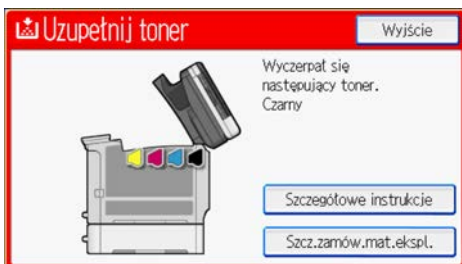 Uzupełnij toner
Wyjście
Wyczerpał się
następujący toner.
Czarny
Szczegółowe instrukcje
Szcz.zamów.mat.ekspl.